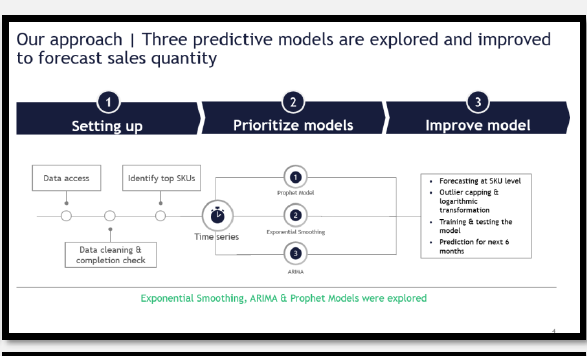 Our approach | Three predictive models are explored and improved
to forecast sales quantity
1
2
3
Setting up
Prioritize models
Improve model
Data access
Identify top SKUs
Data cleaning &
completion check
Time series
1
Prophet Model
2
Exponential Smoothing
3
ARIMA
• Forecasting at SKU level
• Outlier capping &
logarithmic
transformation
• Training & testing the
model
• Prediction for next 6
months
Exponential Smoothing, ARIMA & Prophet Models were explored
4